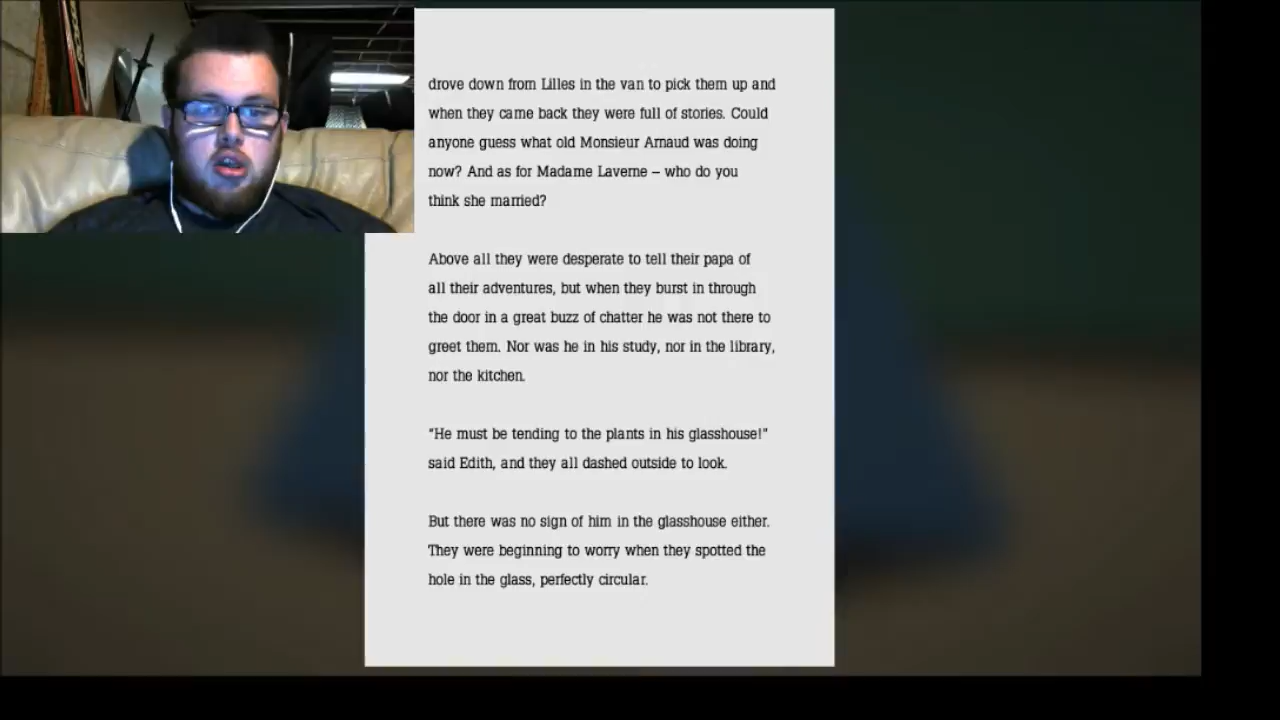 drove down from Lilles in the van to pick them up and
when they came back they were full of stories. Could
anyone guess what old Monsieur Arnaud was doing
now? And as for Madame Laverne – who do you
think she married?
Above all they were desperate to tell their papa of
all their adventures, but when they burst in through
the door in a great buzz of chatter he was not there to
greet them. Nor was he in his study, nor in the library,
nor the kitchen.
“He must be tending to the plants in his glasshouse!”
said Edith, and they all dashed outside to look.
But there was no sign of him in the glasshouse either.
They were beginning to worry when they spotted the
hole in the glass, perfectly circular.